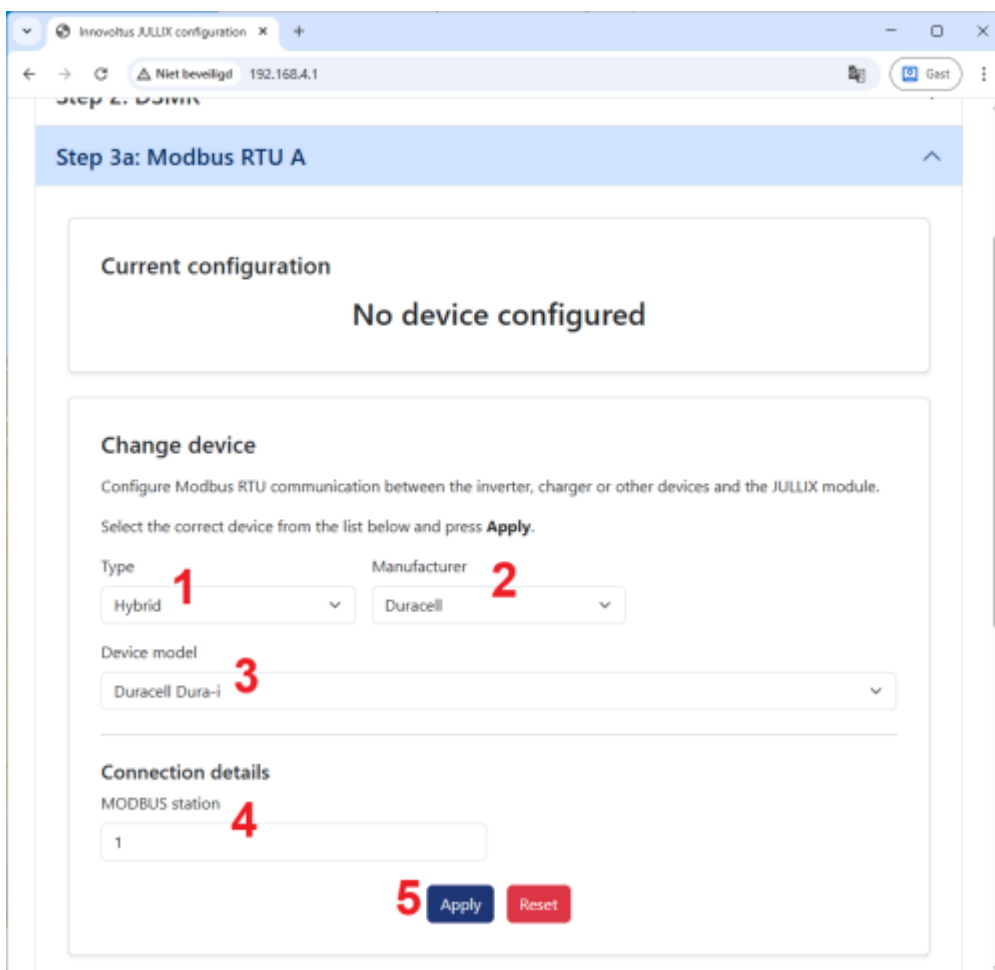 Innovoltus JULLIX configuration
Niet beveiligd 192.168.4.1 Gast
Step 2: DSMR
Step 3a: Modbus RTU A
Current configuration
No device configured
Change device
Configure Modbus RTU communication between the inverter, charger or other devices and the JULLIX module.
Select the correct device from the list below and press Apply.
Type 1 Manufacturer 2
Hybrid Duracell
Device model
Duracell Dura-i 3
Connection details
MODBUS station 4
1
5 Apply Reset